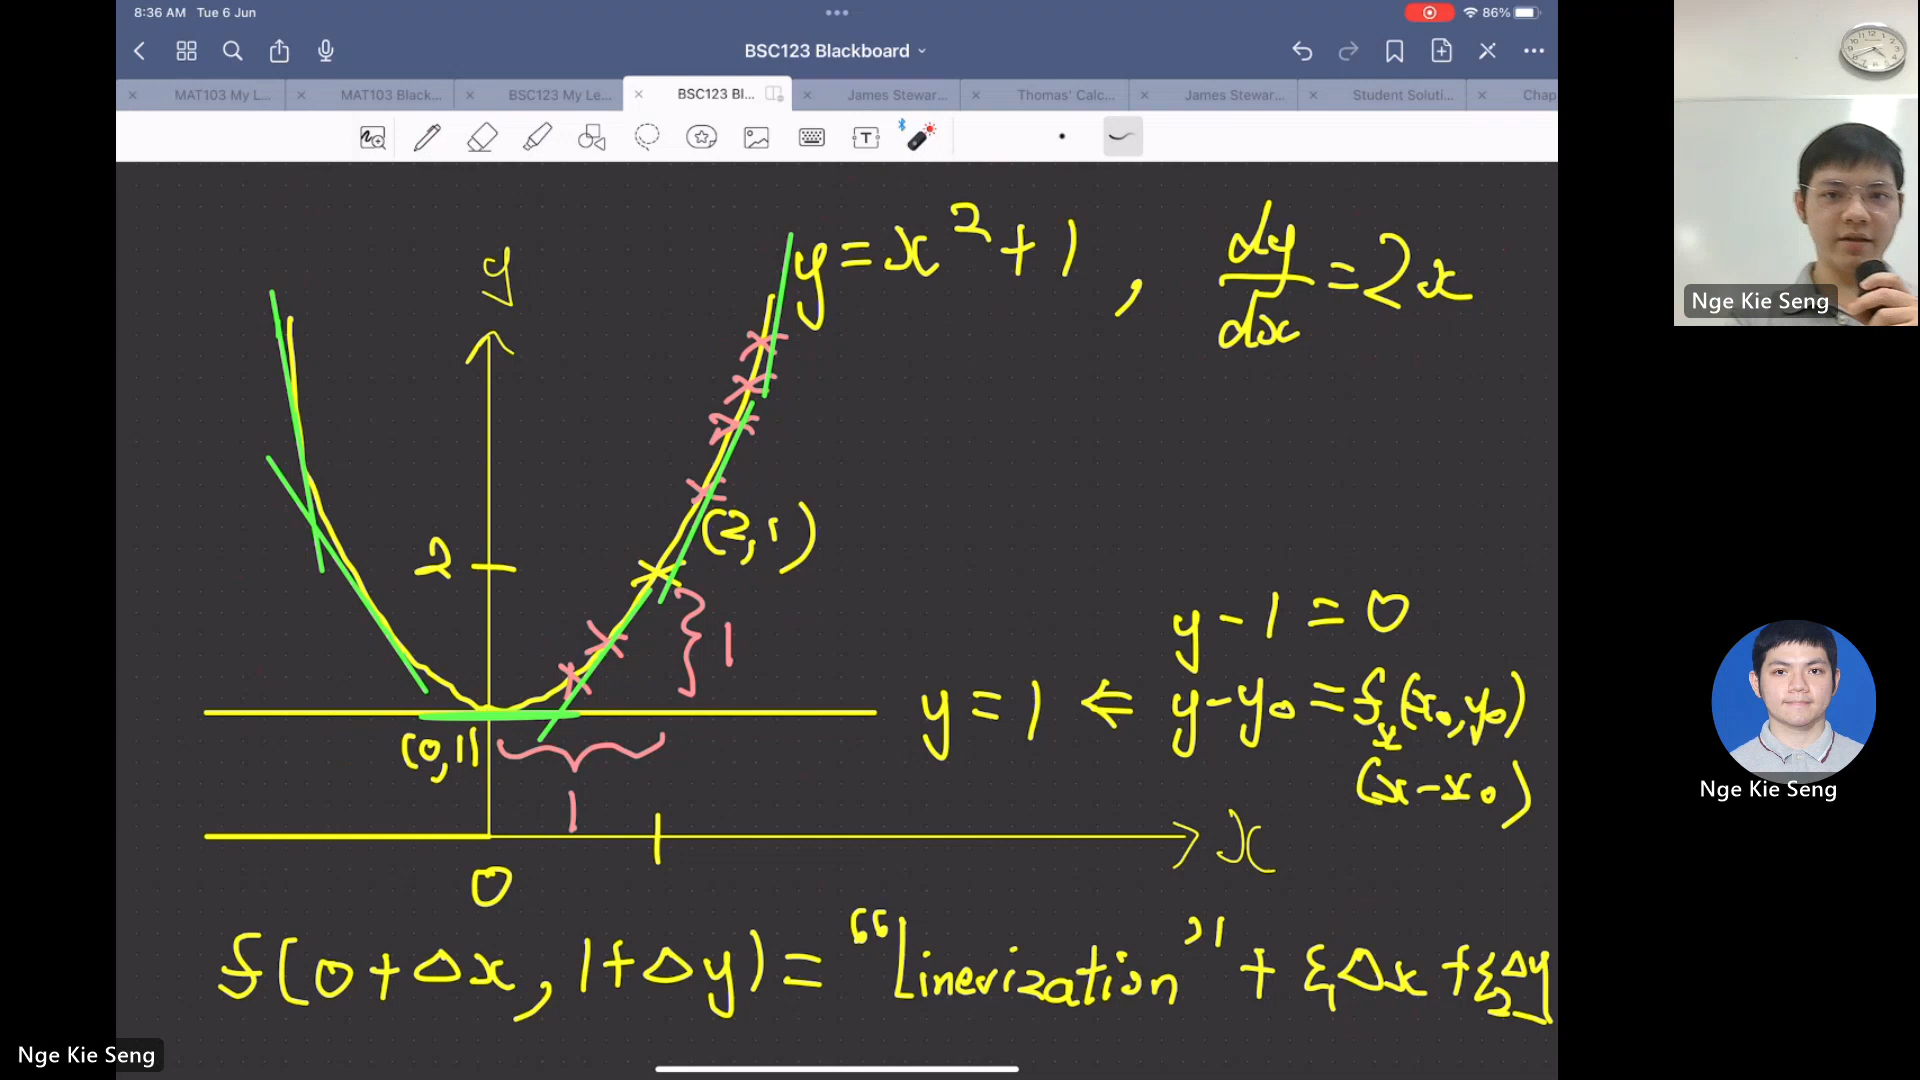 8:36 AM Tue 6 Jun
86%
BSC123 Blackboard
MAT103 My L...
MAT103 Black...
BSC123 My Le...
BSC123 Bl...
James Stewar...
Thomas' Calc...
James Stewar...
Student Soluti...
Chap
y
y = x² + 1 , dy/dx = 2x
2
(2, 1)
1
y - 1 = 0
y = 1 ⇐ y - y₀ = fₓ(x₀, y₀)
(x - x₀)
(0, 1)
1
0
1
x
f(0 + Δx, 1 + Δy) = “Linerization” + ξ₁Δx + ξ₂Δy
Nge Kie Seng
Nge Kie Seng
Nge Kie Seng